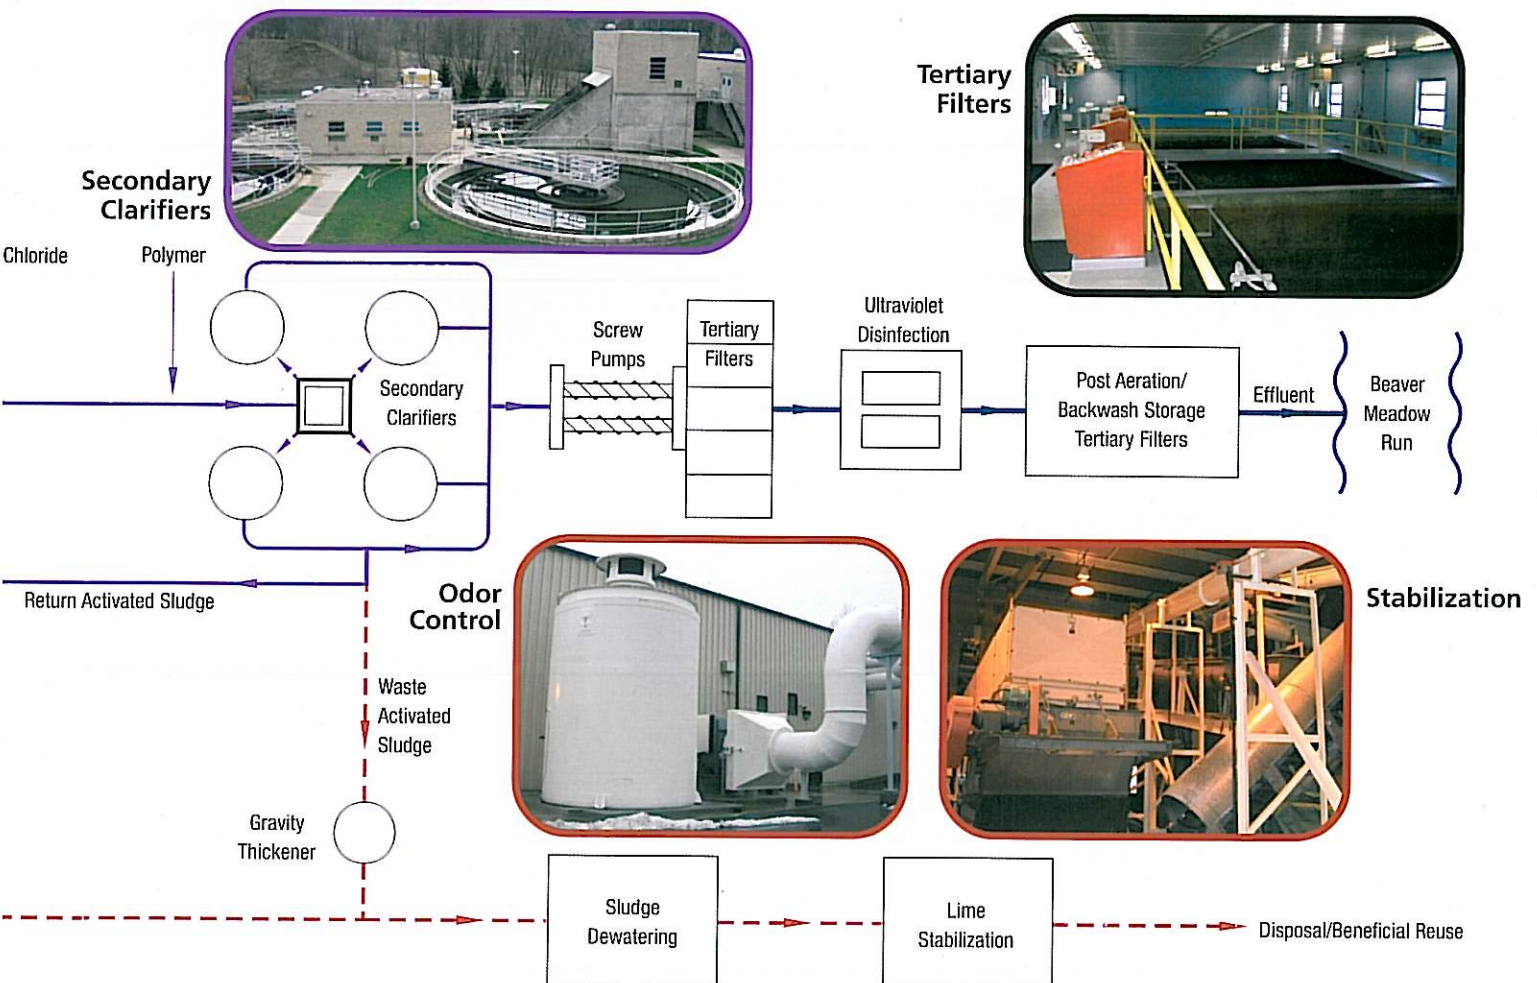 Tertiary
Filters
Secondary
Clarifiers
Chloride
Polymer
Ultraviolet
Disinfection
Screw
Pumps
Tertiary
Filters
Secondary
Clarifiers
Post Aeration/
Backwash Storage
Tertiary Filters
Effluent
Beaver
Meadow
Run
Return Activated Sludge
Odor
Control
Stabilization
Waste
Activated
Sludge
Gravity
Thickener
Sludge
Dewatering
Lime
Stabilization
Disposal/Beneficial Reuse